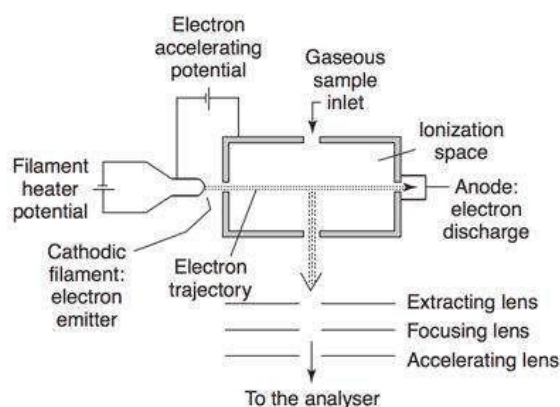 Electron
accelerating
potential
Gaseous
sample
inlet
Ionization
space
Filament
heater
potential
Anode:
electron
discharge
Cathodic
filament:
electron
emitter
Electron
trajectory
Extracting lens
Focusing lens
Accelerating lens
To the analyser